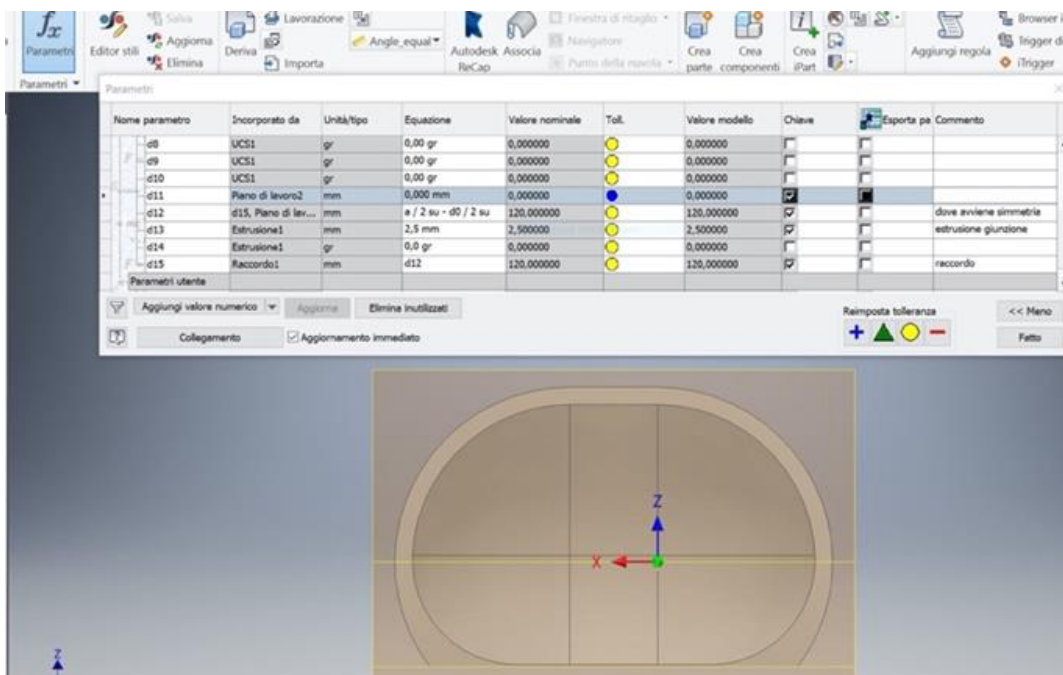 Salva
Lavorazione
Finestra di ritaglio
Browser i
Parametri
Editor stili
Aggiorna
Deriva
Angle_equal
Autodesk ReCap
Associa
Navigatore
Crea parte
Crea componenti
Crea iPart
Aggiungi regola
Trigger di
Elimina
Importa
Punto della nuvola
iTrigger
Parametri
Parametri
Nome parametro Incorporato da Unità/tipo Equazione Valore nominale Toll. Valore modello Chiave Esporta pa Commento
d8 UCS1 gr 0,00 gr 0,000000 0,000000
d9 UCS1 gr 0,00 gr 0,000000 0,000000
d10 UCS1 gr 0,00 gr 0,000000 0,000000
d11 Piano di lavoro2 mm 0,000 mm 0,000000 0,000000
d12 d15, Piano di lav... mm a / 2 su - d0 / 2 su 120,000000 120,000000 dove avviene simmetria
d13 Estrusione1 mm 2,5 mm 2,500000 2,500000 estrusione giunzione
d14 Estrusione1 gr 0,0 gr 0,000000 0,000000
d15 Raccordo1 mm d12 120,000000 120,000000 raccordo
Parametri utente
Aggiungi valore numerico Aggiorna Elimina inutilizzati Reimposta tolleranza << Meno
Collegamento Aggiornamento immediato Fatto
Z
X
Z